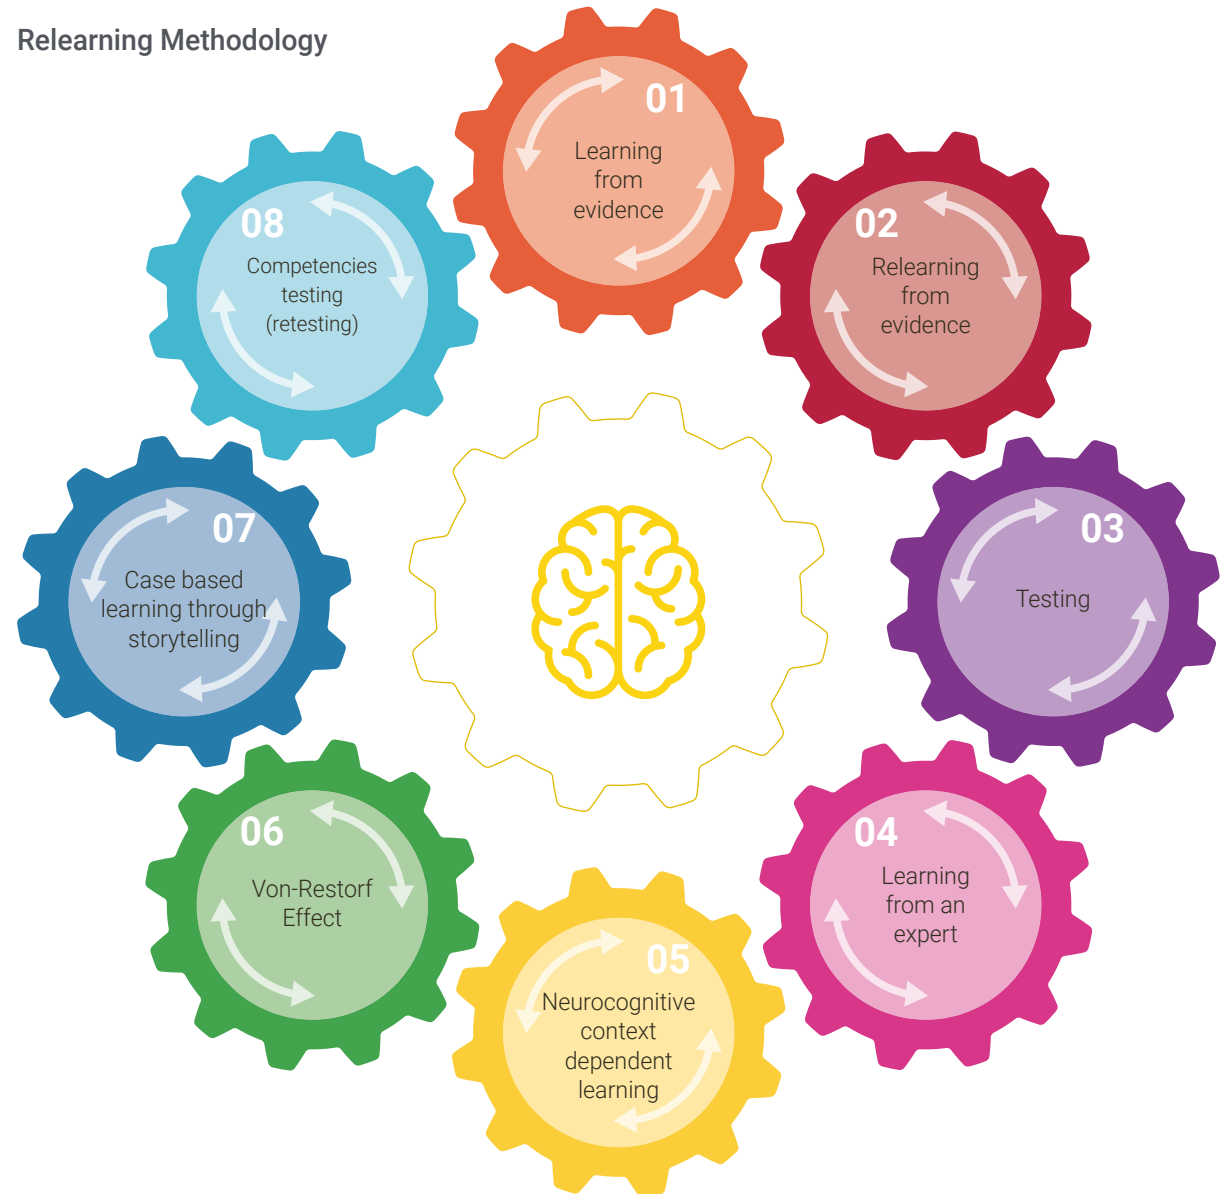 Relearning Methodology
01
Learning
from
evidence
02
Relearning
from
evidence
03
Testing
04
Learning
from an
expert
05
Neurocognitive
context
dependent
learning
06
Von-Restorf
Effect
07
Case based
learning through
storytelling
08
Competencies
testing
(retesting)